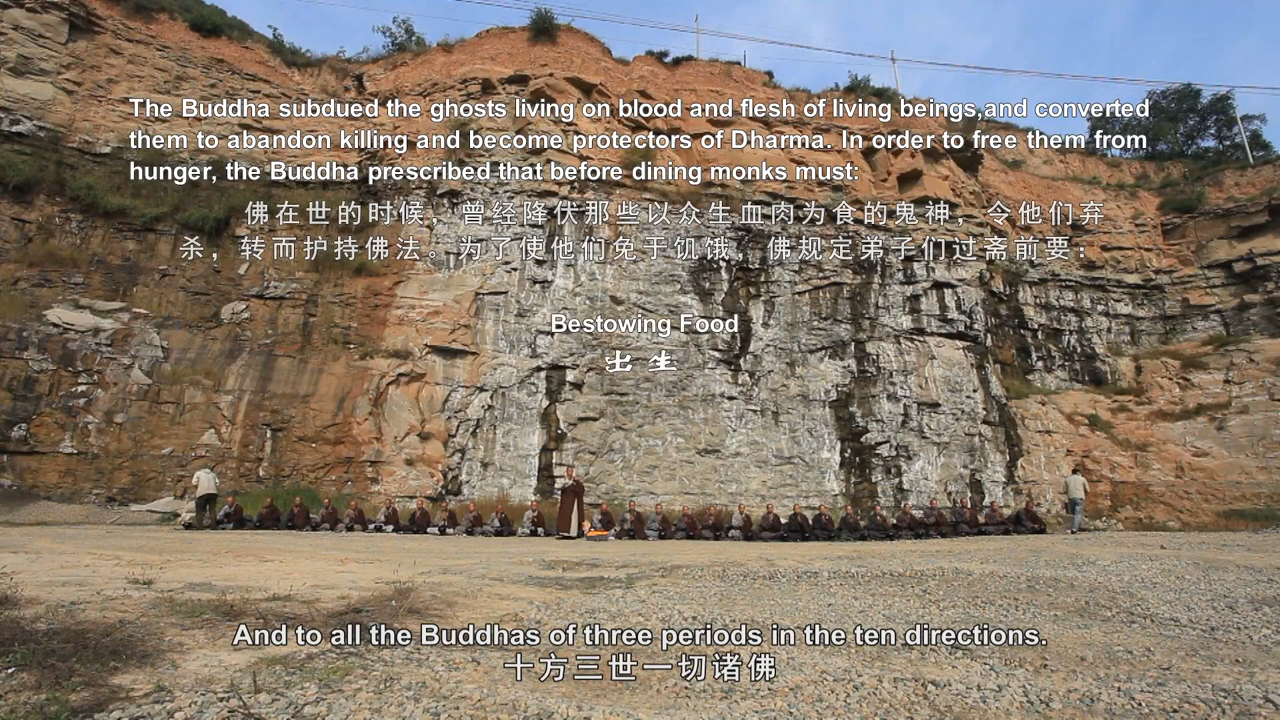 The Buddha subdued the ghosts living on blood and flesh of living beings,and converted
them to abandon killing and become protectors of Dharma. In order to free them from
hunger, the Buddha prescribed that before dining monks must:
佛在世的时候，曾经降伏那些以众生血肉为食的鬼神，令他们弃
杀，转而护持佛法。为了使他们免于饥饿，佛规定弟子们过斋前要：
Bestowing Food
出生
And to all the Buddhas of three periods in the ten directions.
十方三世一切诸佛